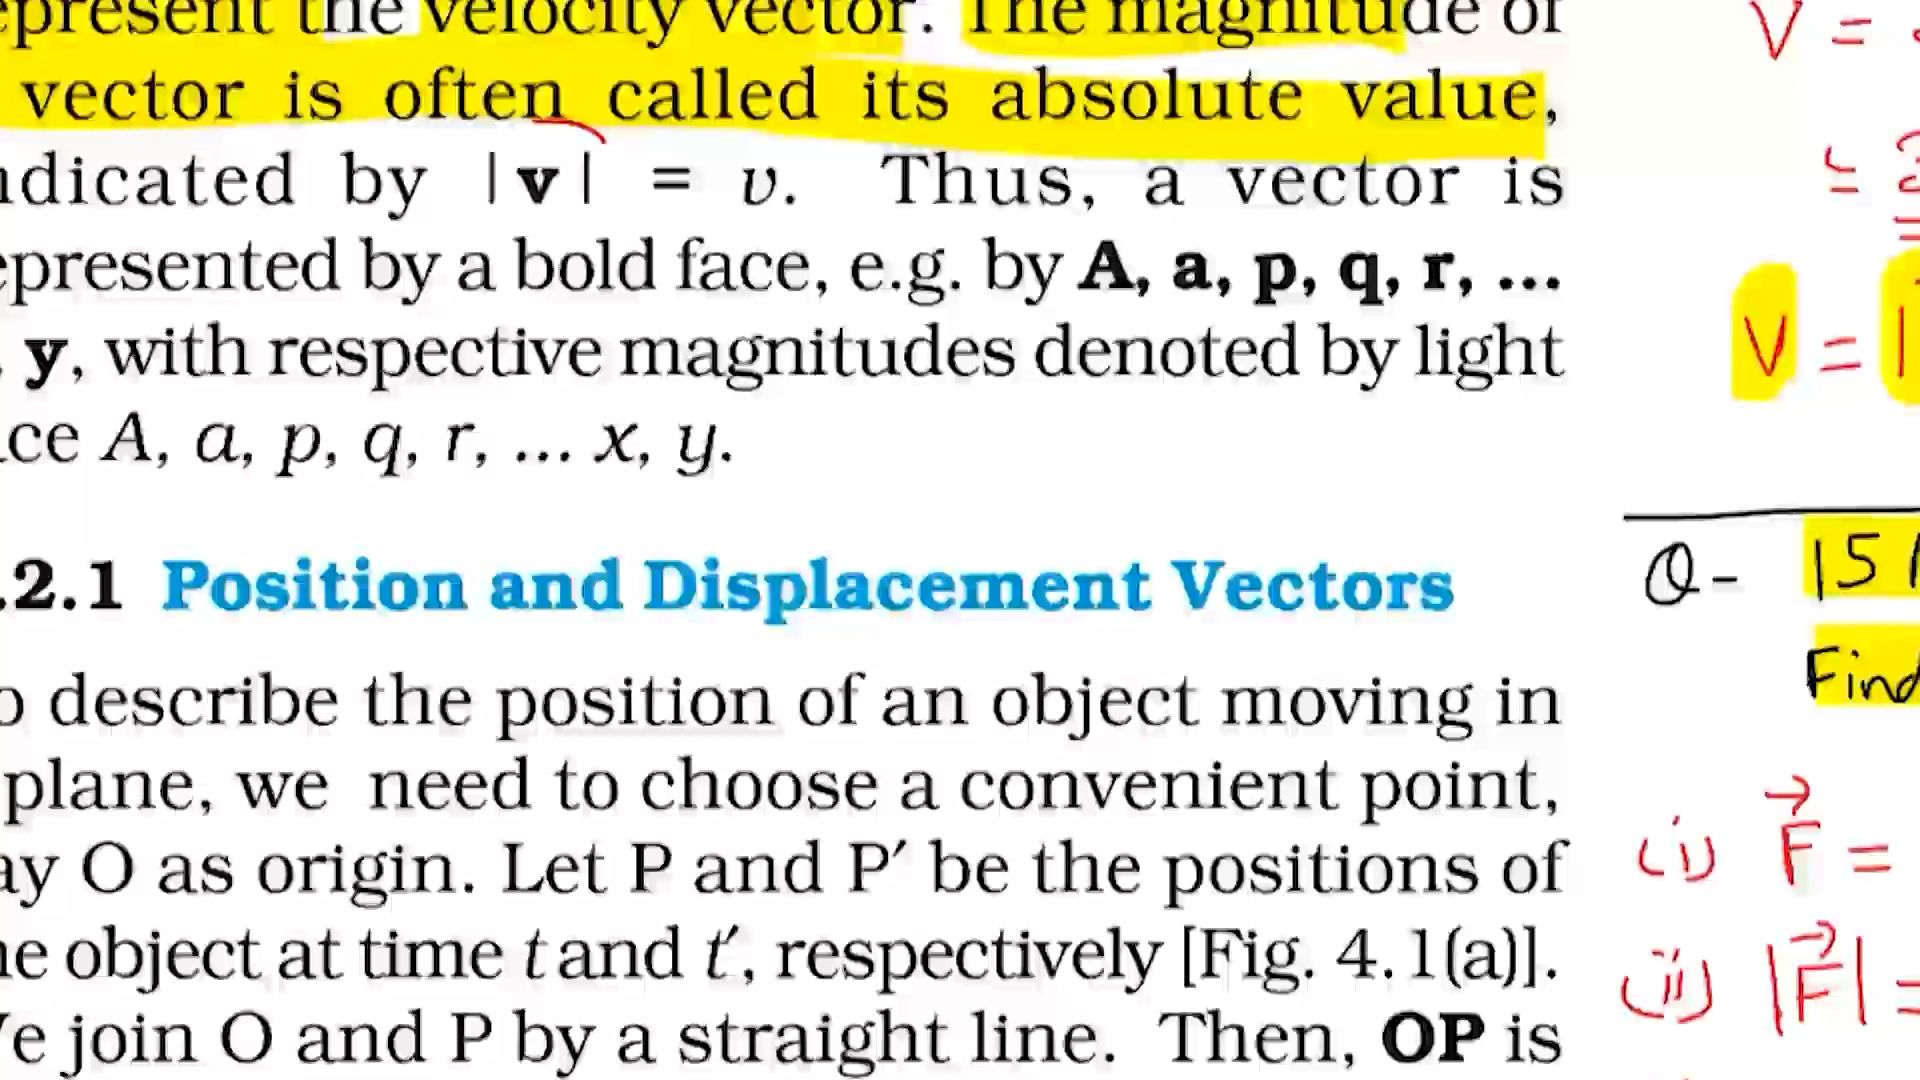 epresent the velocity vector. The magnitude of
vector is often called its absolute value,
ndicated by |v| = v. Thus, a vector is
epresented by a bold face, e.g. by A, a, p, q, r, ...
y, with respective magnitudes denoted by light
ce A, a, p, q, r, ... x, y.
.2.1 Position and Displacement Vectors
o describe the position of an object moving in
plane, we need to choose a convenient point,
ay O as origin. Let P and P′ be the positions of
he object at time t and t′, respectively [Fig. 4.1(a)].
We join O and P by a straight line. Then, OP is
V =
=
V = |
Q- 15
Find
(i) F⃗ =
(ii) |F⃗| =